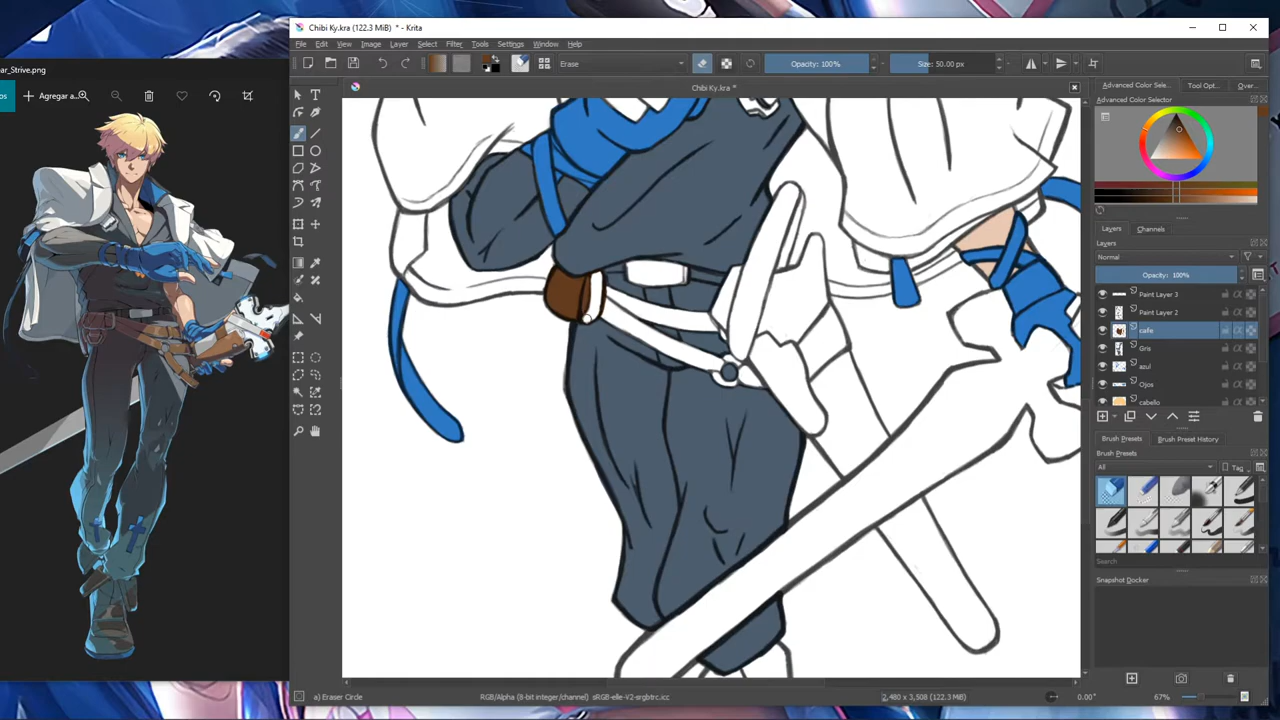 Chibi Ky.kra (122.3 MiB) * - Krita
ear_Strive.png
File Edit View Image Layer Select Filter Tools Settings Window Help
Erase
Opacity: 100%
Size: 50.00 px
os
Agregar a...
Chibi Ky.kra *
Advanced Color Sele...
Tool Opt...
Over...
Advanced Color Selector
Layers
Channels
Layers
Normal
Opacity: 100%
Paint Layer 3
Paint Layer 2
cafe
Gris
azul
Ojos
cabello
Brush Presets
Brush Preset History
Brush Presets
All
Tag
Search
Snapshot Docker
a) Eraser Circle
RGB/Alpha (8-bit integer/channel) sRGB-elle-V2-srgbtrc.icc
2,480 x 3,508 (122.3 MiB)
0.00°
67%